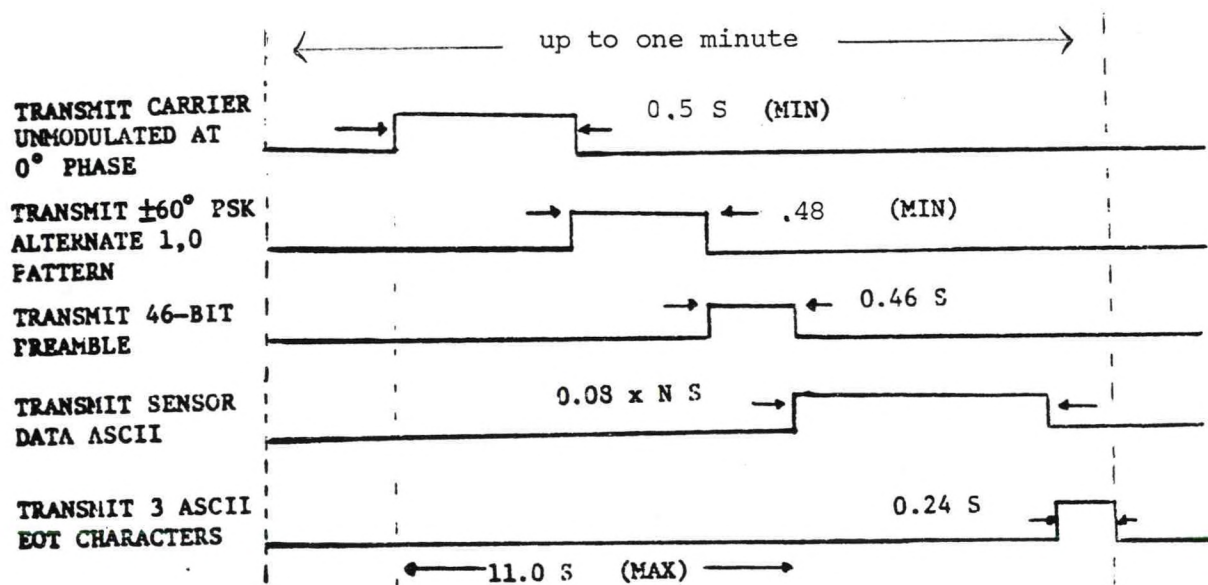 up to one minute
TRANSMIT CARRIER
UNMODULATED AT
0° PHASE
0.5 S (MIN)
TRANSMIT ±60° PSK
ALTERNATE 1,0
PATTERN
.48 (MIN)
TRANSMIT 46-BIT
PREAMBLE
0.46 S
TRANSMIT SENSOR
DATA ASCII
0.08 x N S
TRANSMIT 3 ASCII
EOT CHARACTERS
0.24 S
11.0 S (MAX)